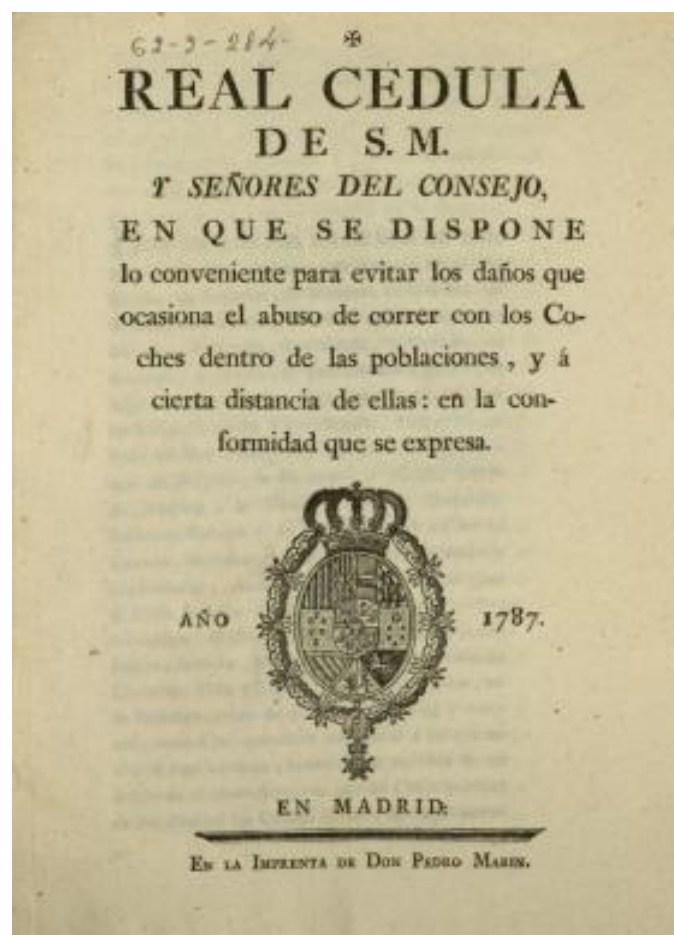 62-2-284-
✠
REAL CEDULA
DE S. M.
Y SEÑORES DEL CONSEJO,
EN QUE SE DISPONE
lo conveniente para evitar los daños que
ocasiona el abuso de correr con los Co-
ches dentro de las poblaciones, y á
cierta distancia de ellas: en la con-
formidad que se expresa.
AÑO 1787.
EN MADRID:
EN LA IMPRENTA DE DON PEDRO MARIN.